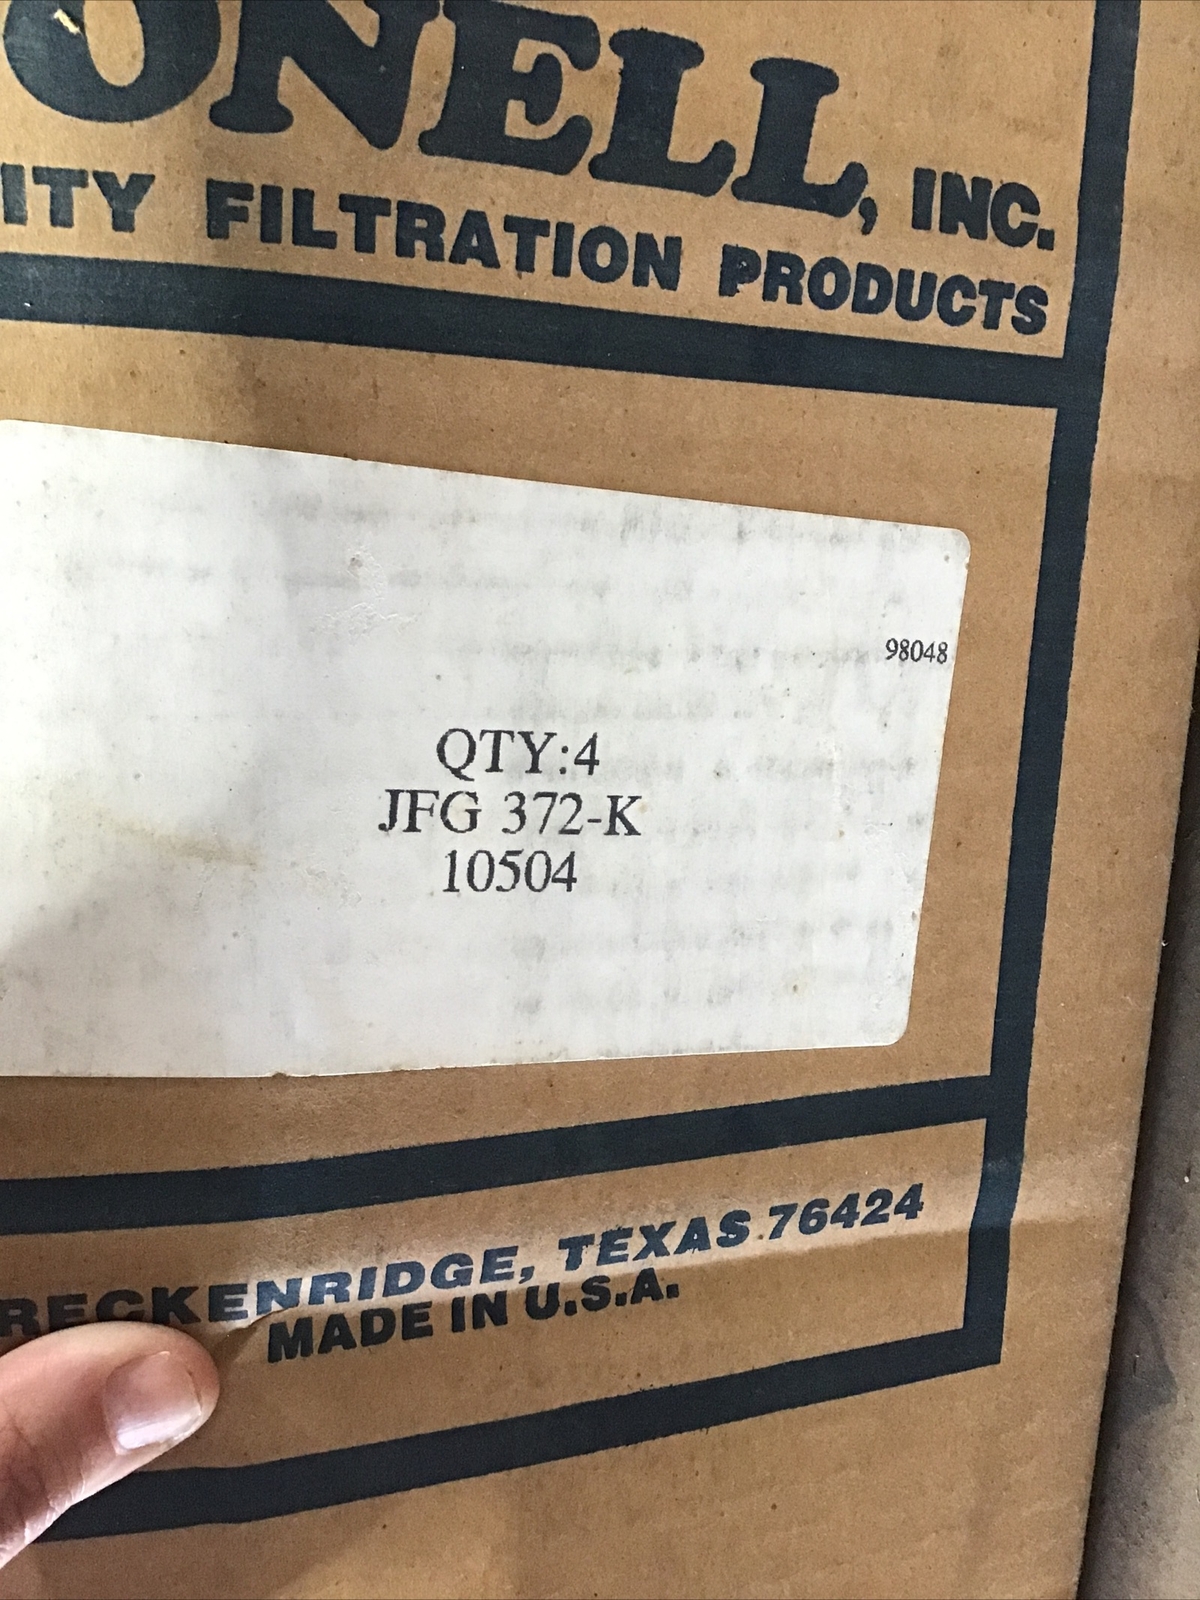 ONELL, INC.
ITY FILTRATION PRODUCTS
98048
QTY:4
JFG 372-K
10504
RECKENRIDGE, TEXAS 76424
MADE IN U.S.A.